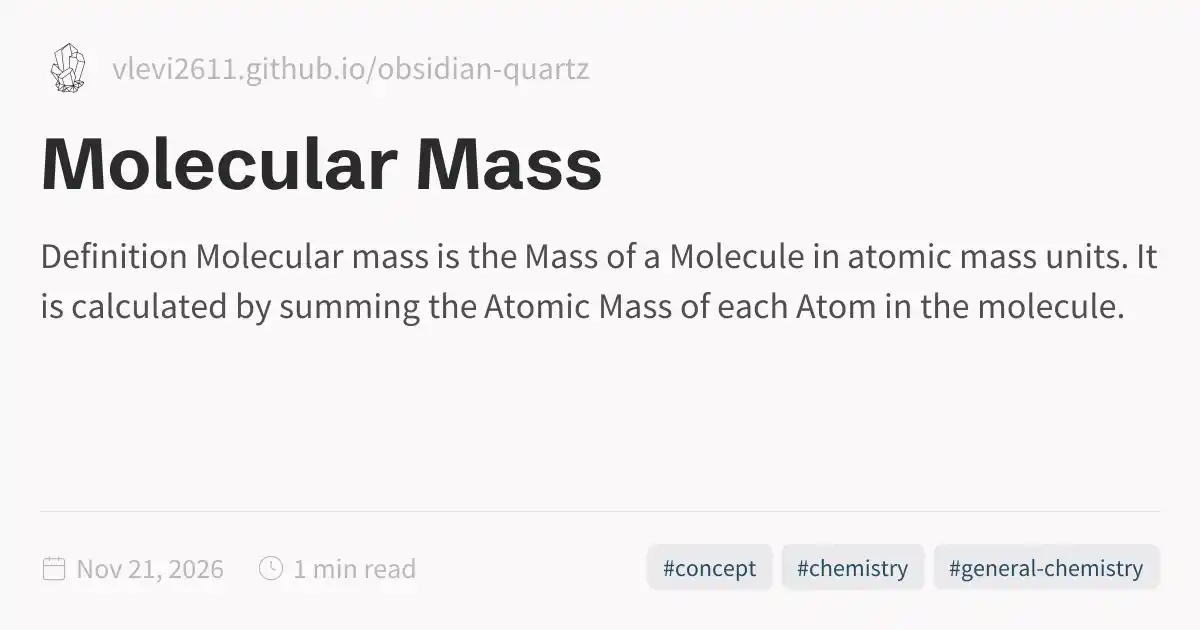 vlevi2611.github.io/obsidian-quartz
Molecular Mass
Definition Molecular mass is the Mass of a Molecule in atomic mass units. It
is calculated by summing the Atomic Mass of each Atom in the molecule.
Nov 21, 2026 1 min read #concept #chemistry #general-chemistry